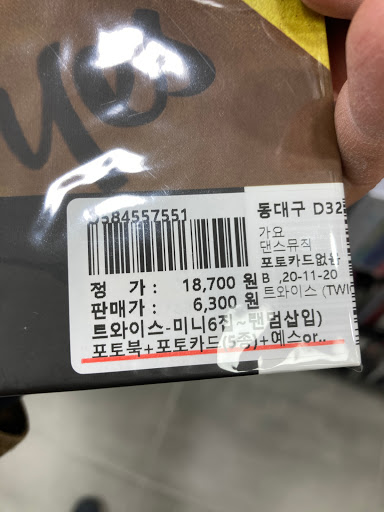 yes
9584557551
정 가 : 18,700 원
판매가 : 6,300 원
트와이스-미니6집~랜덤삽입)
포토북+포토카드(5종)+예스or..
동대구 D32
가요
댄스뮤직
포토카드없음
B ,20-11-20
트와이스 (TWI